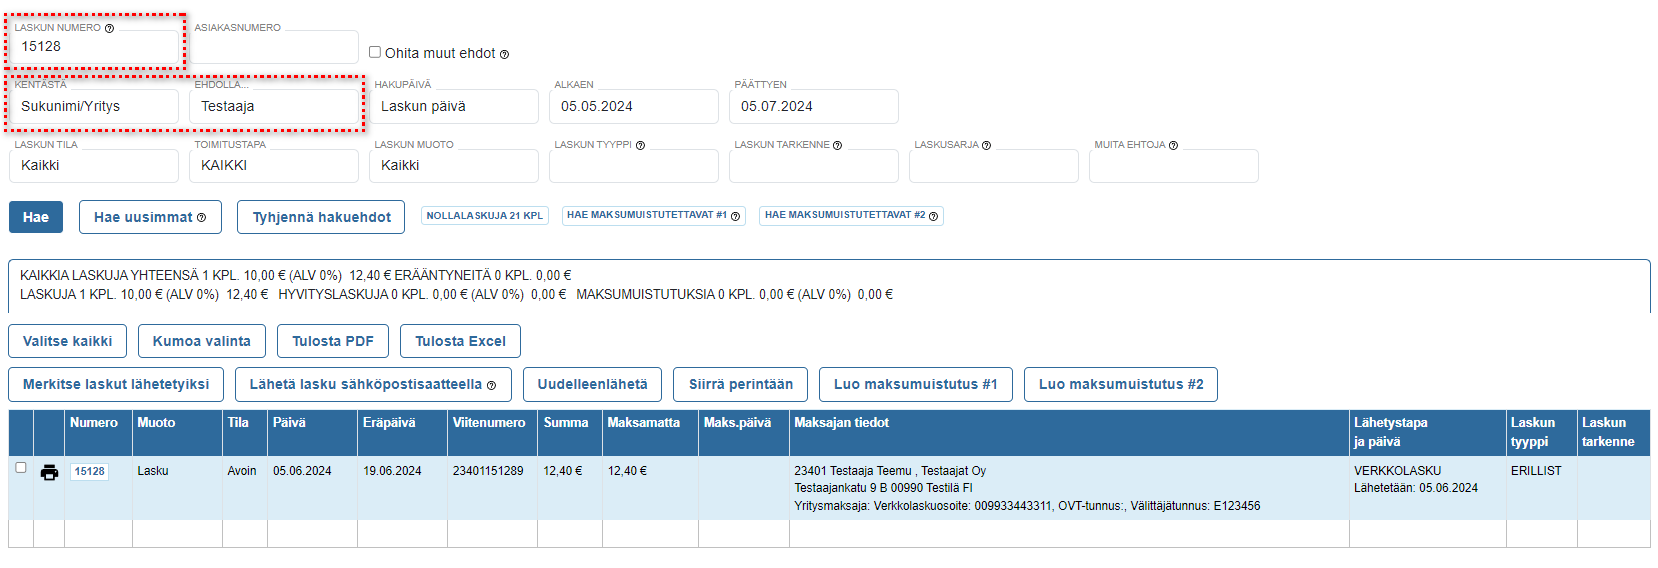 LASKUN NUMERO ASIAKASNUMERO
15128
Ohita muut ehdot
KENTÄSTÄ EHDOLLA... HAKUPÄIVÄ ALKAEN PÄÄTTYEN
Sukunimi/Yritys Testaaja Laskun päivä 05.05.2024 05.07.2024
LASKUN TILA TOIMITUSTAPA LASKUN MUOTO LASKUN TYYPPI LASKUN TARKENNE LASKUSARJA MUITA EHTOJA
Kaikki KAIKKI Kaikki
Hae Hae uusimmat Tyhjennä hakuehdot NOLLALASKUJA 21 KPL HAE MAKSUMUISTUTETTAVAT #1 HAE MAKSUMUISTUTETTAVAT #2
KAIKKIA LASKUJA YHTEENSÄ 1 KPL. 10,00 € (ALV 0%) 12,40 € ERÄÄNTYNEITÄ 0 KPL. 0,00 €
LASKUJA 1 KPL. 10,00 € (ALV 0%) 12,40 € HYVITYSLASKUJA 0 KPL. 0,00 € (ALV 0%) 0,00 € MAKSUMUISTUTUKSIA 0 KPL. 0,00 € (ALV 0%) 0,00 €
Valitse kaikki Kumoa valinta Tulosta PDF Tulosta Excel
Merkitse laskut lähetetyiksi Lähetä lasku sähköpostisaatteella Uudelleenlähetä Siirrä perintään Luo maksumuistutus #1 Luo maksumuistutus #2
Numero Muoto Tila Päivä Eräpäivä Viitenumero Summa Maksamatta Maks.päivä Maksajan tiedot Lähetystapa Laskun Laskun
ja päivä tyyppi tarkenne
15128 Lasku Avoin 05.06.2024 19.06.2024 23401151289 12,40 € 12,40 € 23401 Testaaja Teemu , Testaajat Oy VERKKOLASKU ERILLIST
Testaajankatu 9 B 00990 Testilä FI Lähetetään: 05.06.2024
Yritysmaksaja: Verkkolaskuosoite: 009933443311, OVT-tunnus:, Välittäjätunnus: E123456